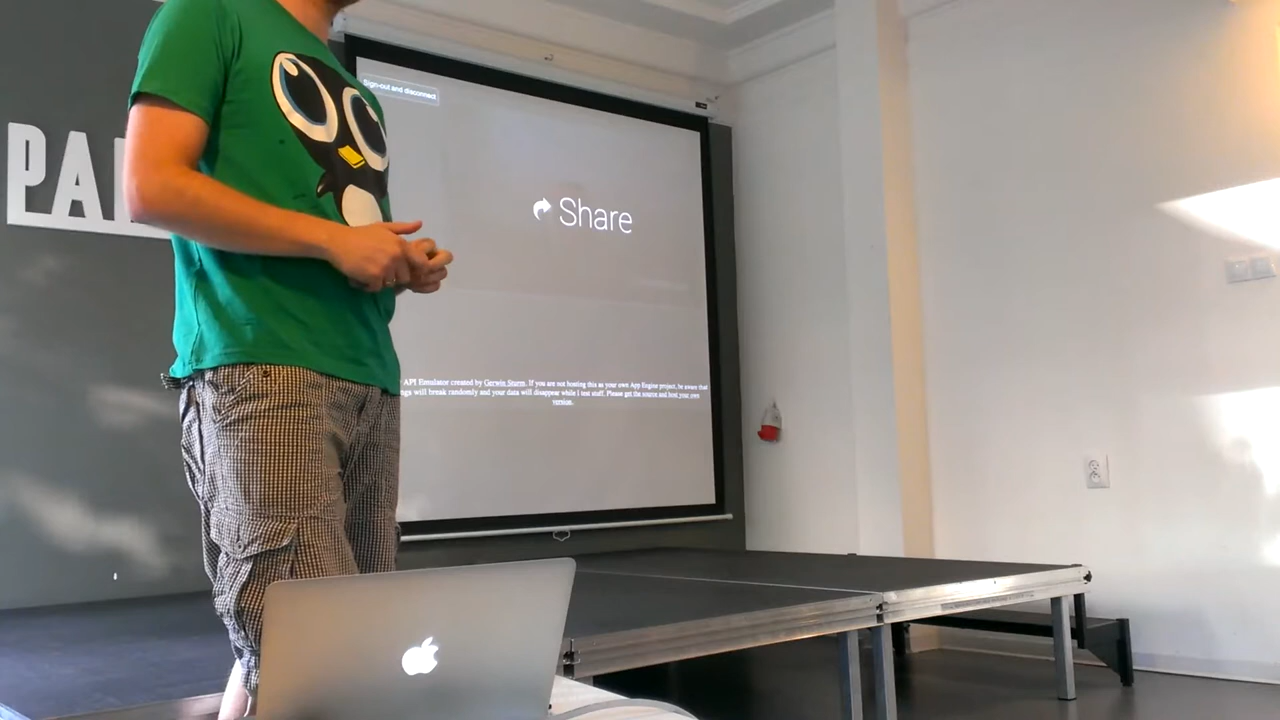 Sign-out and disconnect
PA
Share
API Emulator created by Gerwin Sturm. If you are not hosting this as your own App Engine project, be aware that
will break randomly and your data will disappear while I test stuff. Please get the source and host your own
version.